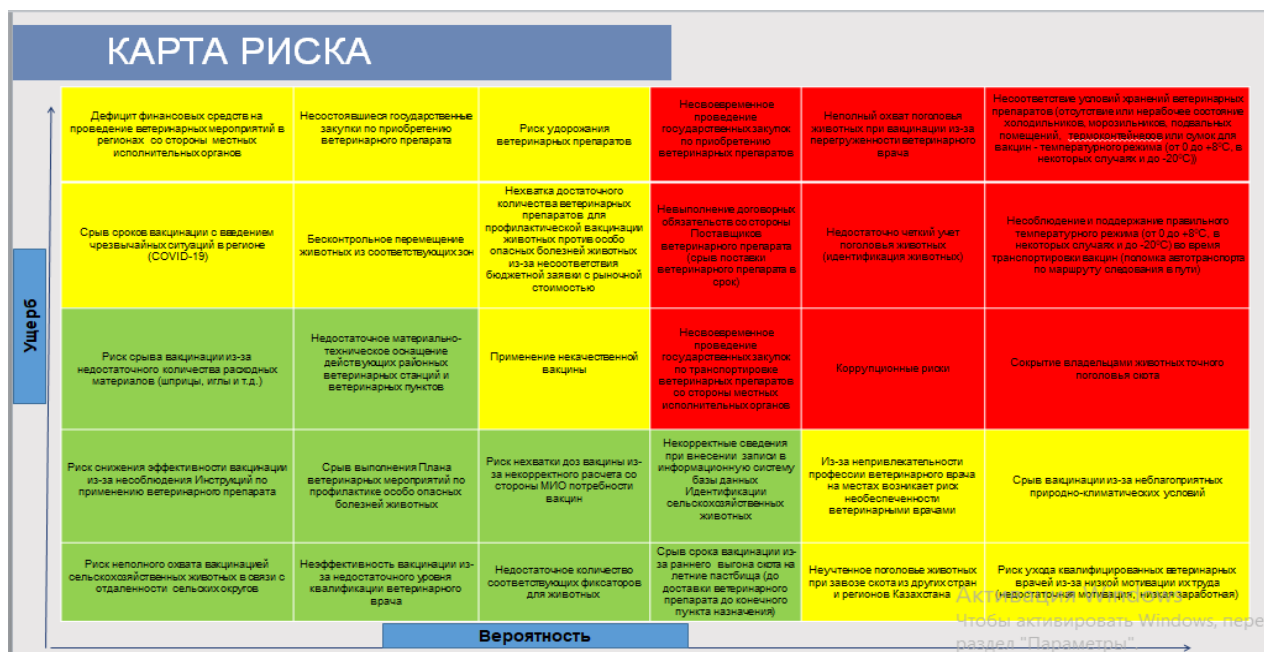 КАРТА РИСКА
Дефицит финансовых средств на
проведение ветеринарных мероприятий в
регионах со стороны местных
исполнительных органов
Несостоявшиеся государственные
закупки по приобретению
ветеринарного препарата
Риск удорожания
ветеринарных препаратов
Несвоевременное
проведение
государственных закупок
по приобретению
ветеринарных препаратов
Неполный охват поголовья
животных при вакцинации из-за
перегруженности ветеринарного
врача
Несоответствие условий хранений ветеринарных
препаратов (отсутствие или нерабочее состояние
холодильников, морозильников, подвальных
помещений, термоконтейнеров или сумок для
вакцин - температурного режима (от 0 до +8ºС, в
некоторых случаях и до -20ºС))
Срыв сроков вакцинации с введением
чрезвычайных ситуаций в регионе
(COVID-19)
Бесконтрольное перемещение
животных из соответствующих зон
Нехватка достаточного
количества ветеринарных
препаратов для
профилактической вакцинации
животных против особо
опасных болезней животных
из-за несоответствия
бюджетной заявки с рыночной
стоимостью
Невыполнение договорных
обязательств со стороны
Поставщиков
ветеринарного препарата
(срыв поставки
ветеринарного препарата в
срок)
Недостаточно четкий учет
поголовья животных
(идентификация животных)
Несоблюдение и поддержание правильного
температурного режима (от 0 до +8ºС, в
некоторых случаях и до -20ºС) во время
транспортировки вакцин (поломка автотранспорта
по маршруту следования в пути)
Ущерб
Риск срыва вакцинации из-за
недостаточного количества расходных
материалов (шприцы, иглы и т.д.)
Недостаточное материально-
техническое оснащение
действующих районных
ветеринарных станций и
ветеринарных пунктов
Применение некачественной
вакцины
Несвоевременное
проведение
государственных закупок
по транспортировке
ветеринарных препаратов
со стороны местных
исполнительных органов
Коррупционные риски
Сокрытие владельцами животных точного
поголовья скота
Риск снижения эффективности вакцинации
из-за несоблюдения Инструкций по
применению ветеринарного препарата
Срыв выполнения Плана
ветеринарных мероприятий по
профилактике особо опасных
болезней животных
Риск нехватки доз вакцины из-
за некорректного расчета со
стороны МИО потребности
вакцин
Некорректные сведения
при внесении записи в
информационную систему
базы данных
Идентификации
сельскохозяйственных
животных
Из-за непривлекательности
профессии ветеринарного врача
на местах возникает риск
необеспеченности
ветеринарными врачами
Срыв вакцинации из-за неблагоприятных
природно-климатических условий
Риск неполного охвата вакцинацией
сельскохозяйственных животных в связи с
отдаленности сельских округов
Неэффективность вакцинации из-
за недостаточного уровня
квалификации ветеринарного
врача
Недостаточное количество
соответствующих фиксаторов
для животных
Срыв срока вакцинации из-
за раннего выгона скота на
летние пастбища (до
доставки ветеринарного
препарата до конечного
пункта назначения)
Неучтенное поголовье животных
при завозе скота из других стран
и регионов Казахстана
Риск ухода квалифицированных ветеринарных
врачей из-за низкой мотивации их труда
(недостаточная мотивация, низкая заработная)
Вероятность
Активация Windows
Чтобы активировать Windows, пере
раздел "Параметры".